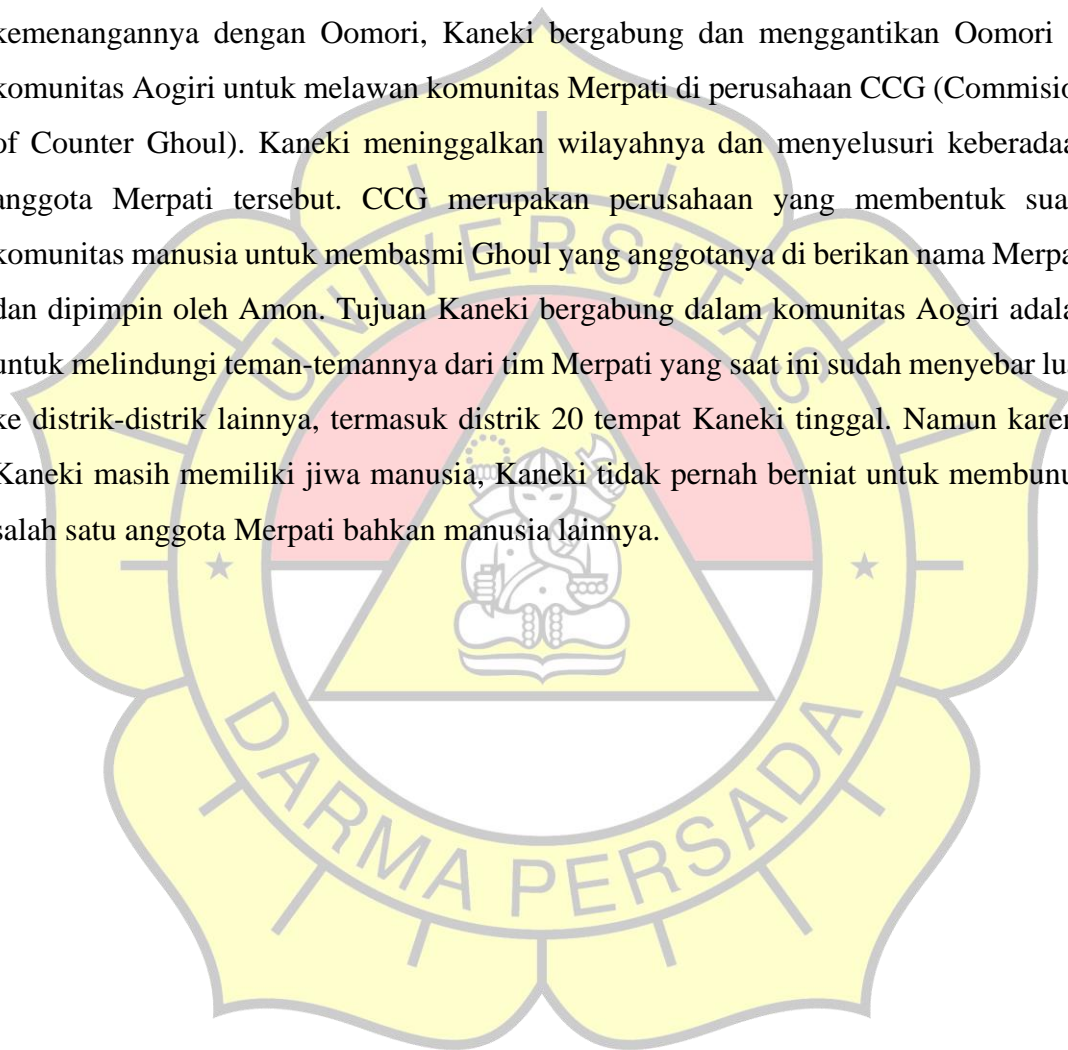 kemenangannya dengan Oomori, Kaneki bergabung dan menggantikan Oomori
komunitas Aogiri untuk melawan komunitas Merpati di perusahaan CCG (Commisio
of Counter Ghoul). Kaneki meninggalkan wilayahnya dan menyelusuri keberadaa
anggota Merpati tersebut. CCG merupakan perusahaan yang membentuk sua
komunitas manusia untuk membasmi Ghoul yang anggotanya di berikan nama Merpa
dan dipimpin oleh Amon. Tujuan Kaneki bergabung dalam komunitas Aogiri adala
untuk melindungi teman-temannya dari tim Merpati yang saat ini sudah menyebar lua
ke distrik-distrik lainnya, termasuk distrik 20 tempat Kaneki tinggal. Namun karen
Kaneki masih memiliki jiwa manusia, Kaneki tidak pernah berniat untuk membunu
salah satu anggota Merpati bahkan manusia lainnya.
UNIVERSITAS
DARMA PERSADA